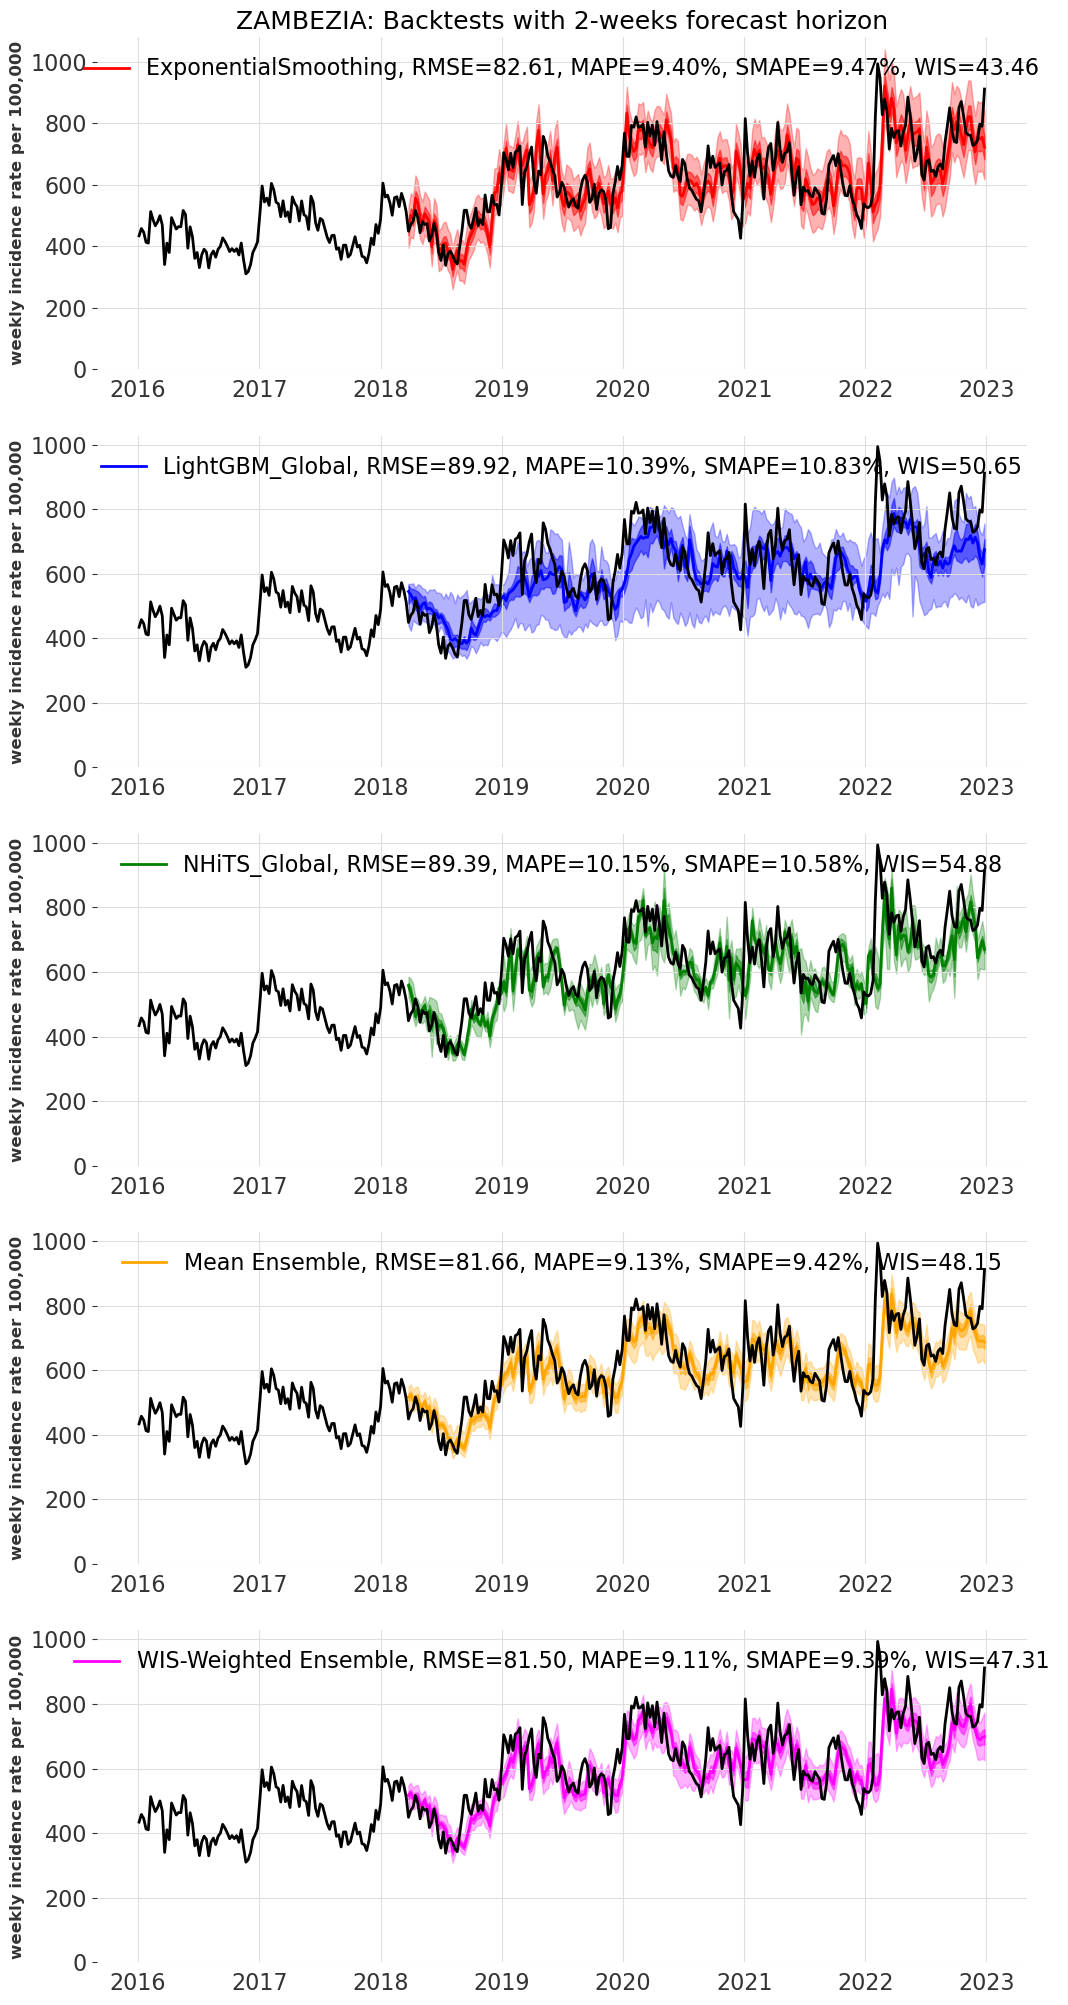 ZAMBEZIA: Backtests with 2-weeks forecast horizon
weekly incidence rate per 100,000
1000
800
600
400
200
0
ExponentialSmoothing, RMSE=82.61, MAPE=9.40%, SMAPE=9.47%, WIS=43.46
2016 2017 2018 2019 2020 2021 2022 2023
weekly incidence rate per 100,000
1000
800
600
400
200
0
LightGBM_Global, RMSE=89.92, MAPE=10.39%, SMAPE=10.83%, WIS=50.65
2016 2017 2018 2019 2020 2021 2022 2023
weekly incidence rate per 100,000
1000
800
600
400
200
0
NHiTS_Global, RMSE=89.39, MAPE=10.15%, SMAPE=10.58%, WIS=54.88
2016 2017 2018 2019 2020 2021 2022 2023
weekly incidence rate per 100,000
1000
800
600
400
200
0
Mean Ensemble, RMSE=81.66, MAPE=9.13%, SMAPE=9.42%, WIS=48.15
2016 2017 2018 2019 2020 2021 2022 2023
weekly incidence rate per 100,000
1000
800
600
400
200
0
WIS-Weighted Ensemble, RMSE=81.50, MAPE=9.11%, SMAPE=9.39%, WIS=47.31
2016 2017 2018 2019 2020 2021 2022 2023